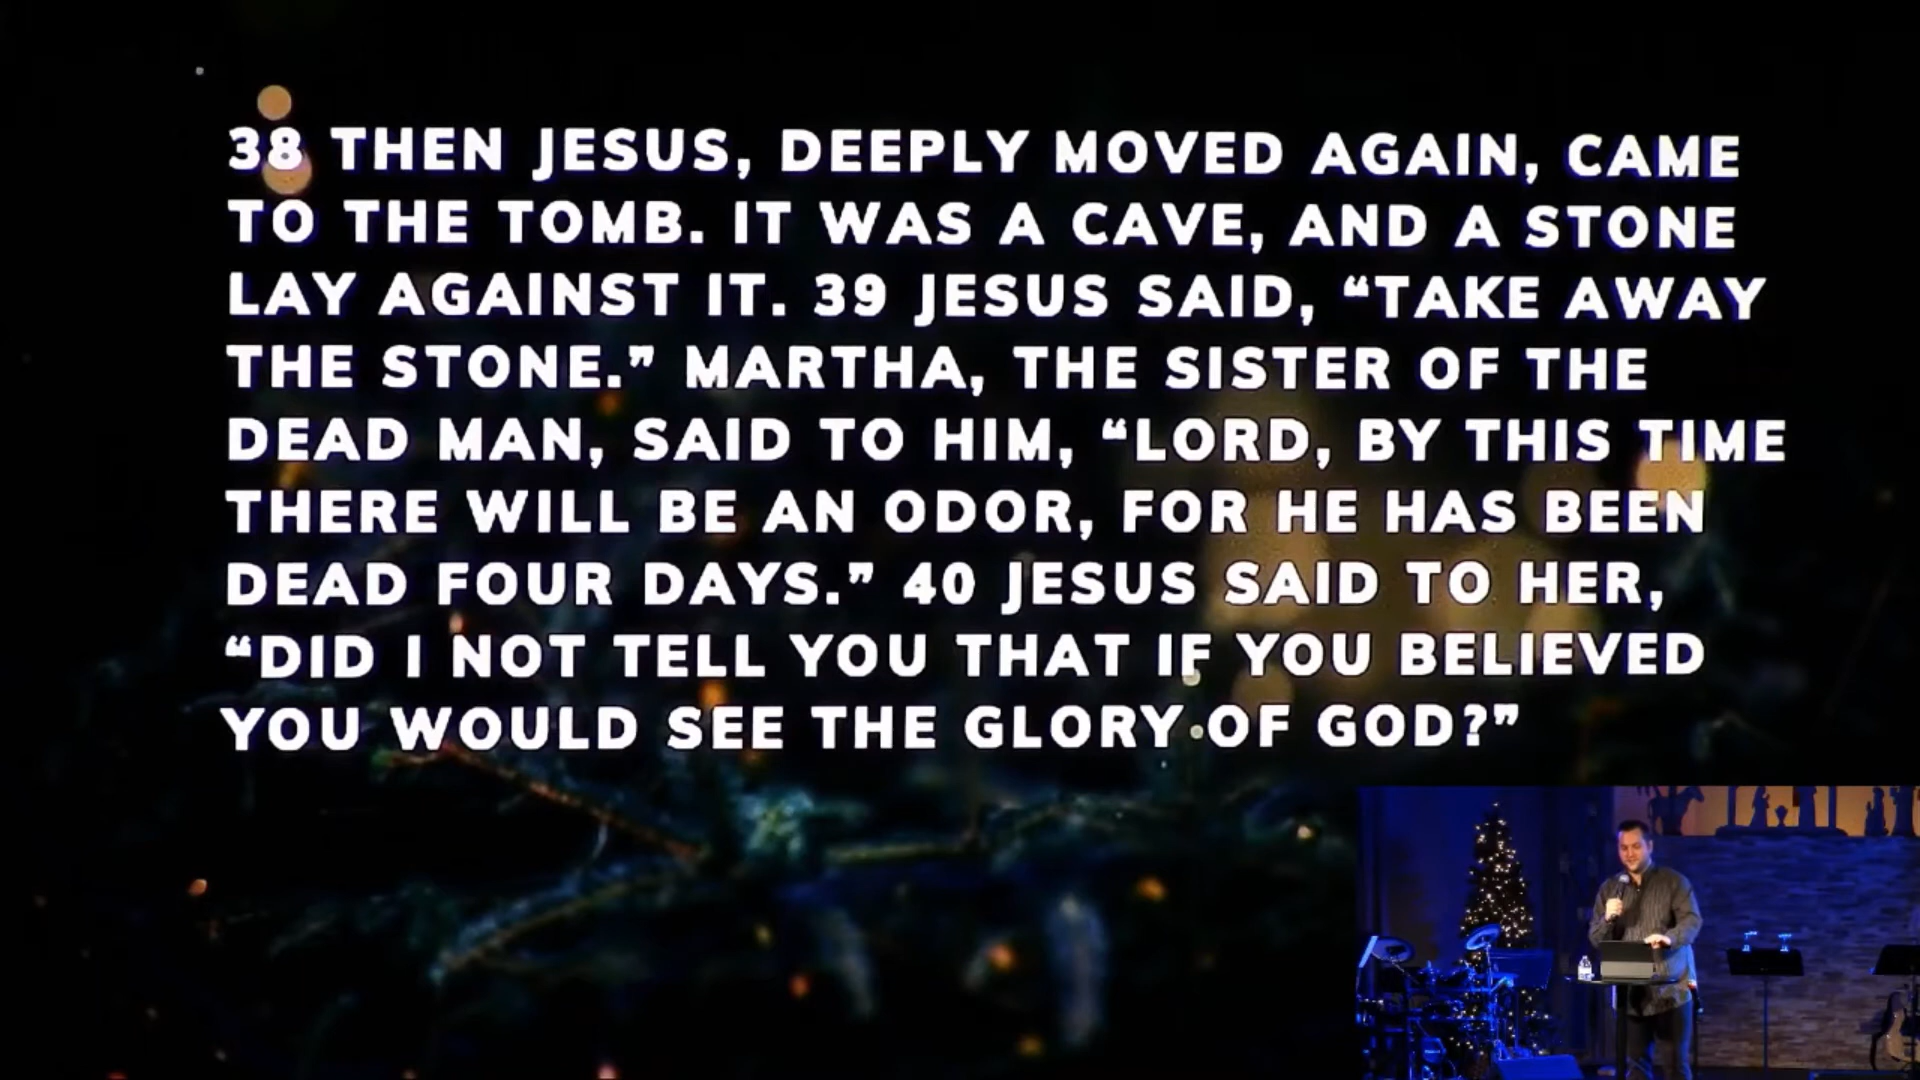 38 THEN JESUS, DEEPLY MOVED AGAIN, CAME
TO THE TOMB. IT WAS A CAVE, AND A STONE
LAY AGAINST IT. 39 JESUS SAID, “TAKE AWAY
THE STONE.” MARTHA, THE SISTER OF THE
DEAD MAN, SAID TO HIM, “LORD, BY THIS TIME
THERE WILL BE AN ODOR, FOR HE HAS BEEN
DEAD FOUR DAYS.” 40 JESUS SAID TO HER,
“DID I NOT TELL YOU THAT IF YOU BELIEVED
YOU WOULD SEE THE GLORY OF GOD?”